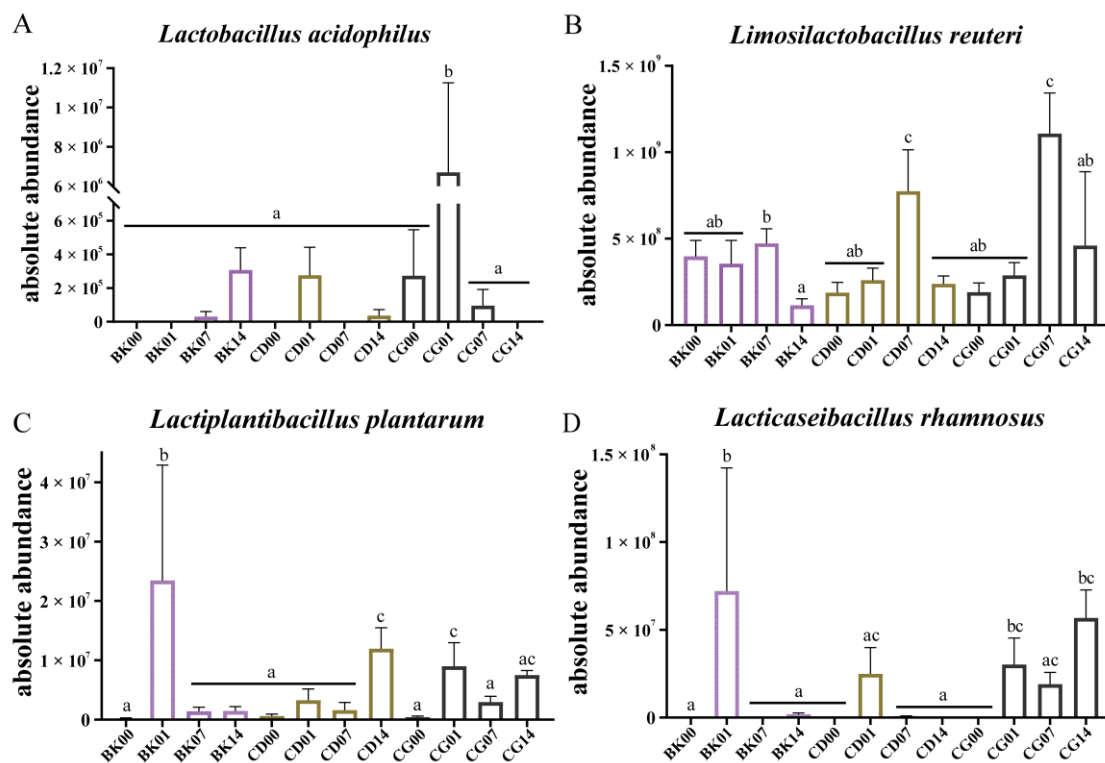 A
Lactobacillus acidophilus
absolute abundance
1.2 × 10⁷
1 × 10⁷
8 × 10⁶
6 × 10⁶
6 × 10⁵
4 × 10⁵
2 × 10⁵
0
a
b
a
BK00 BK01 BK07 BK14 CD00 CD01 CD07 CD14 CG00 CG01 CG07 CG14
B
Limosilactobacillus reuteri
absolute abundance
1.5 × 10⁹
1 × 10⁹
5 × 10⁸
0
ab
b
a
ab
c
ab
c
ab
BK00 BK01 BK07 BK14 CD00 CD01 CD07 CD14 CG00 CG01 CG07 CG14
C
Lactiplantibacillus plantarum
absolute abundance
4 × 10⁷
3 × 10⁷
2 × 10⁷
1 × 10⁷
0
a
b
a
c
a
c
a
ac
BK00 BK01 BK07 BK14 CD00 CD01 CD07 CD14 CG00 CG01 CG07 CG14
D
Lacticaseibacillus rhamnosus
absolute abundance
1.5 × 10⁸
1 × 10⁸
5 × 10⁷
0
a
b
a
ac
a
bc
ac
bc
BK00 BK01 BK07 BK14 CD00 CD01 CD07 CD14 CG00 CG01 CG07 CG14